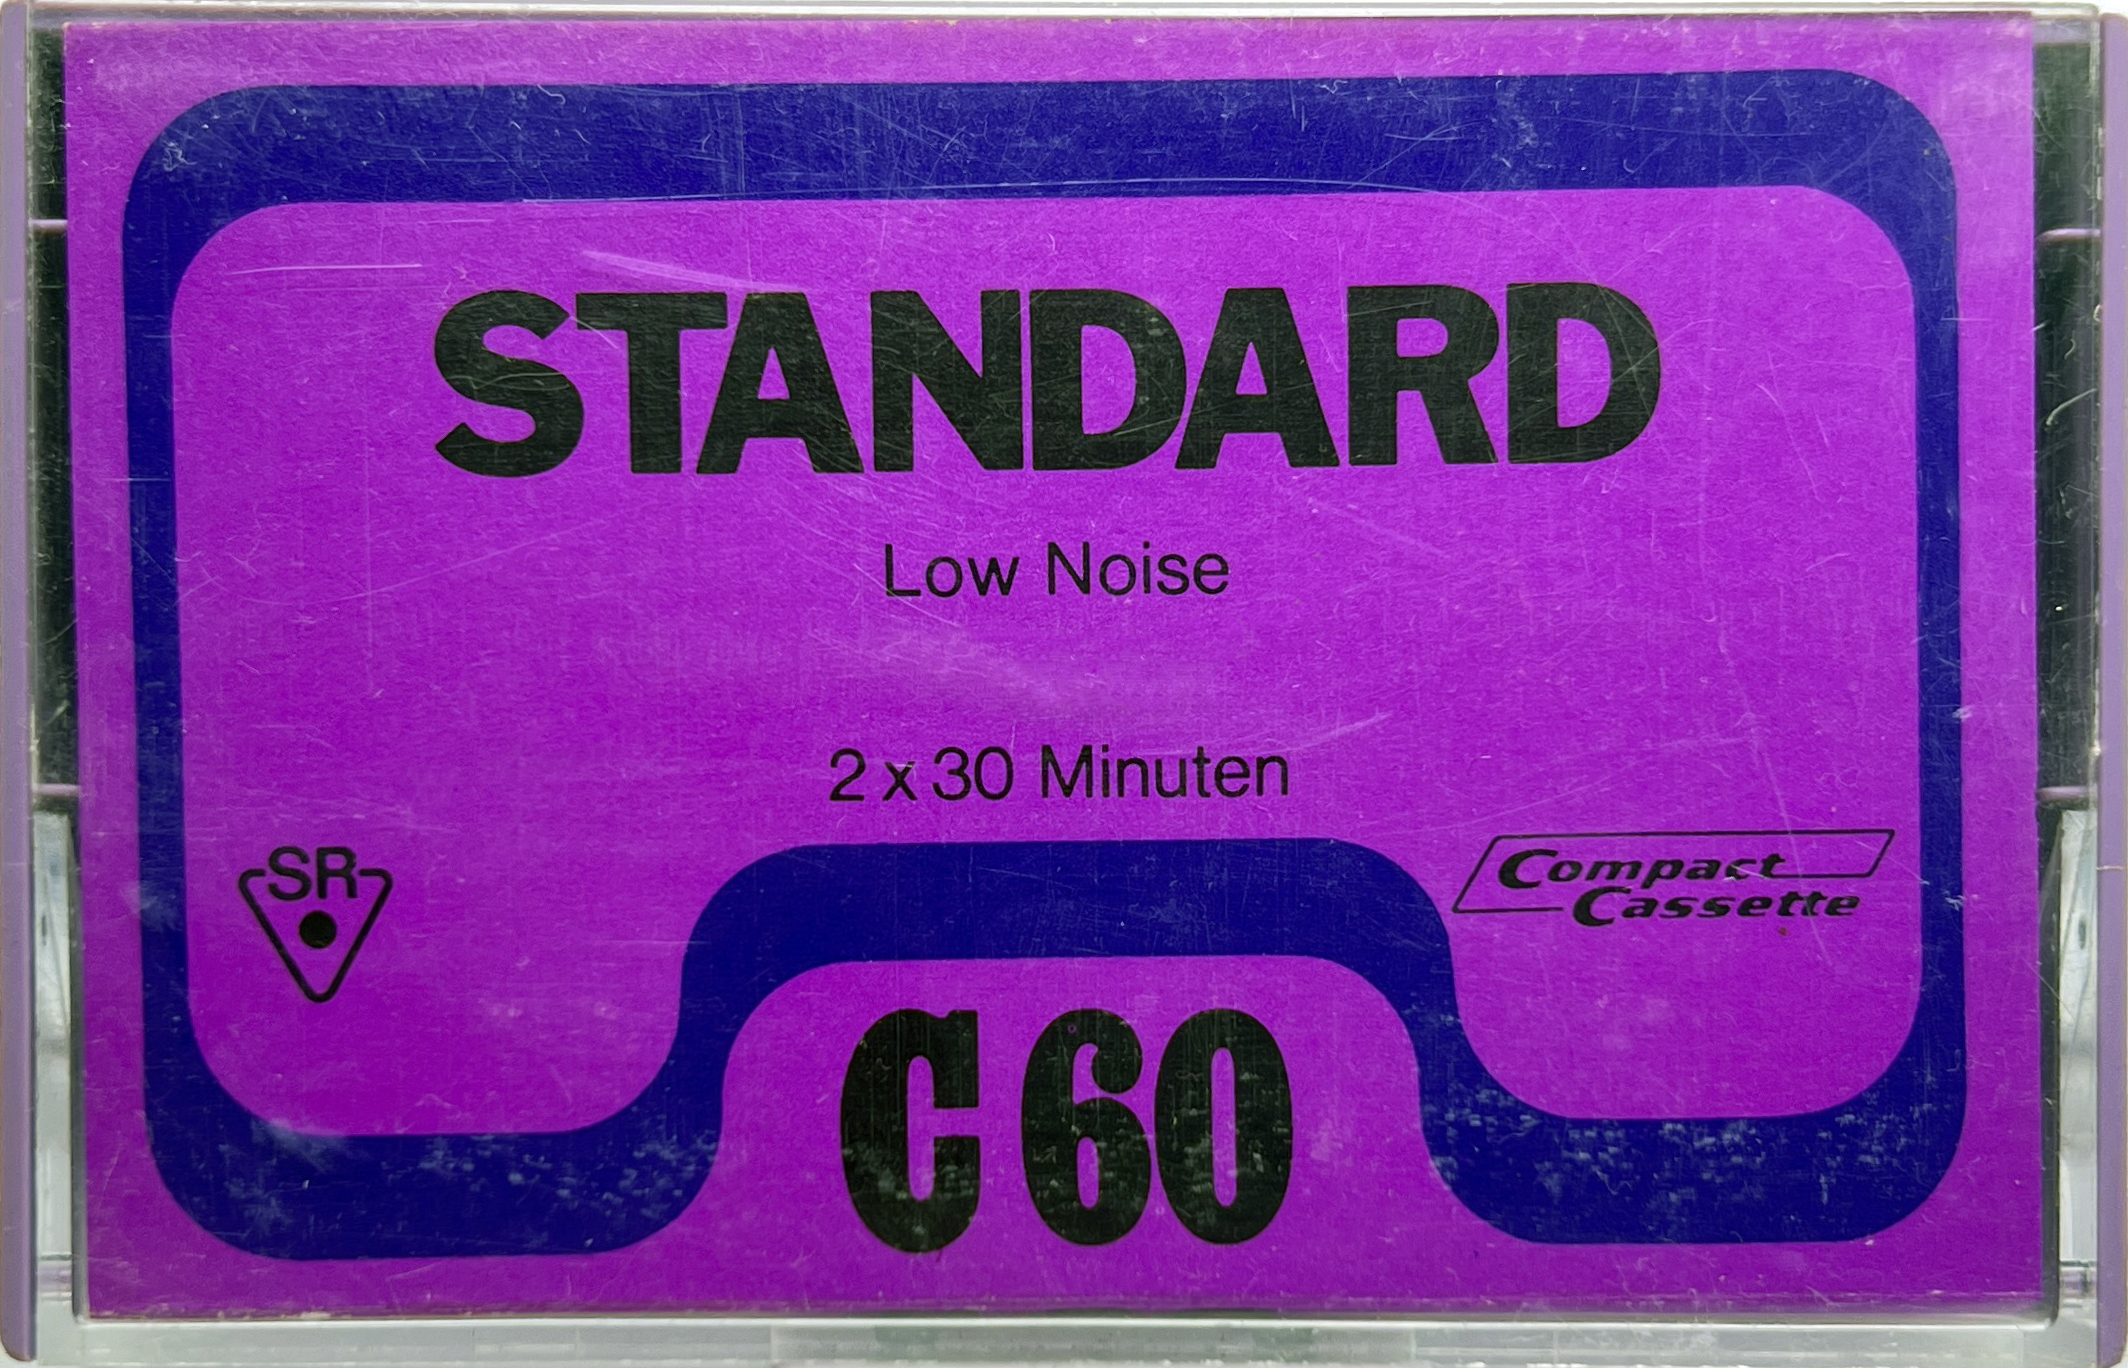 STANDARD
Low Noise
2 x 30 Minuten
SR
Compact
Cassette
C 60